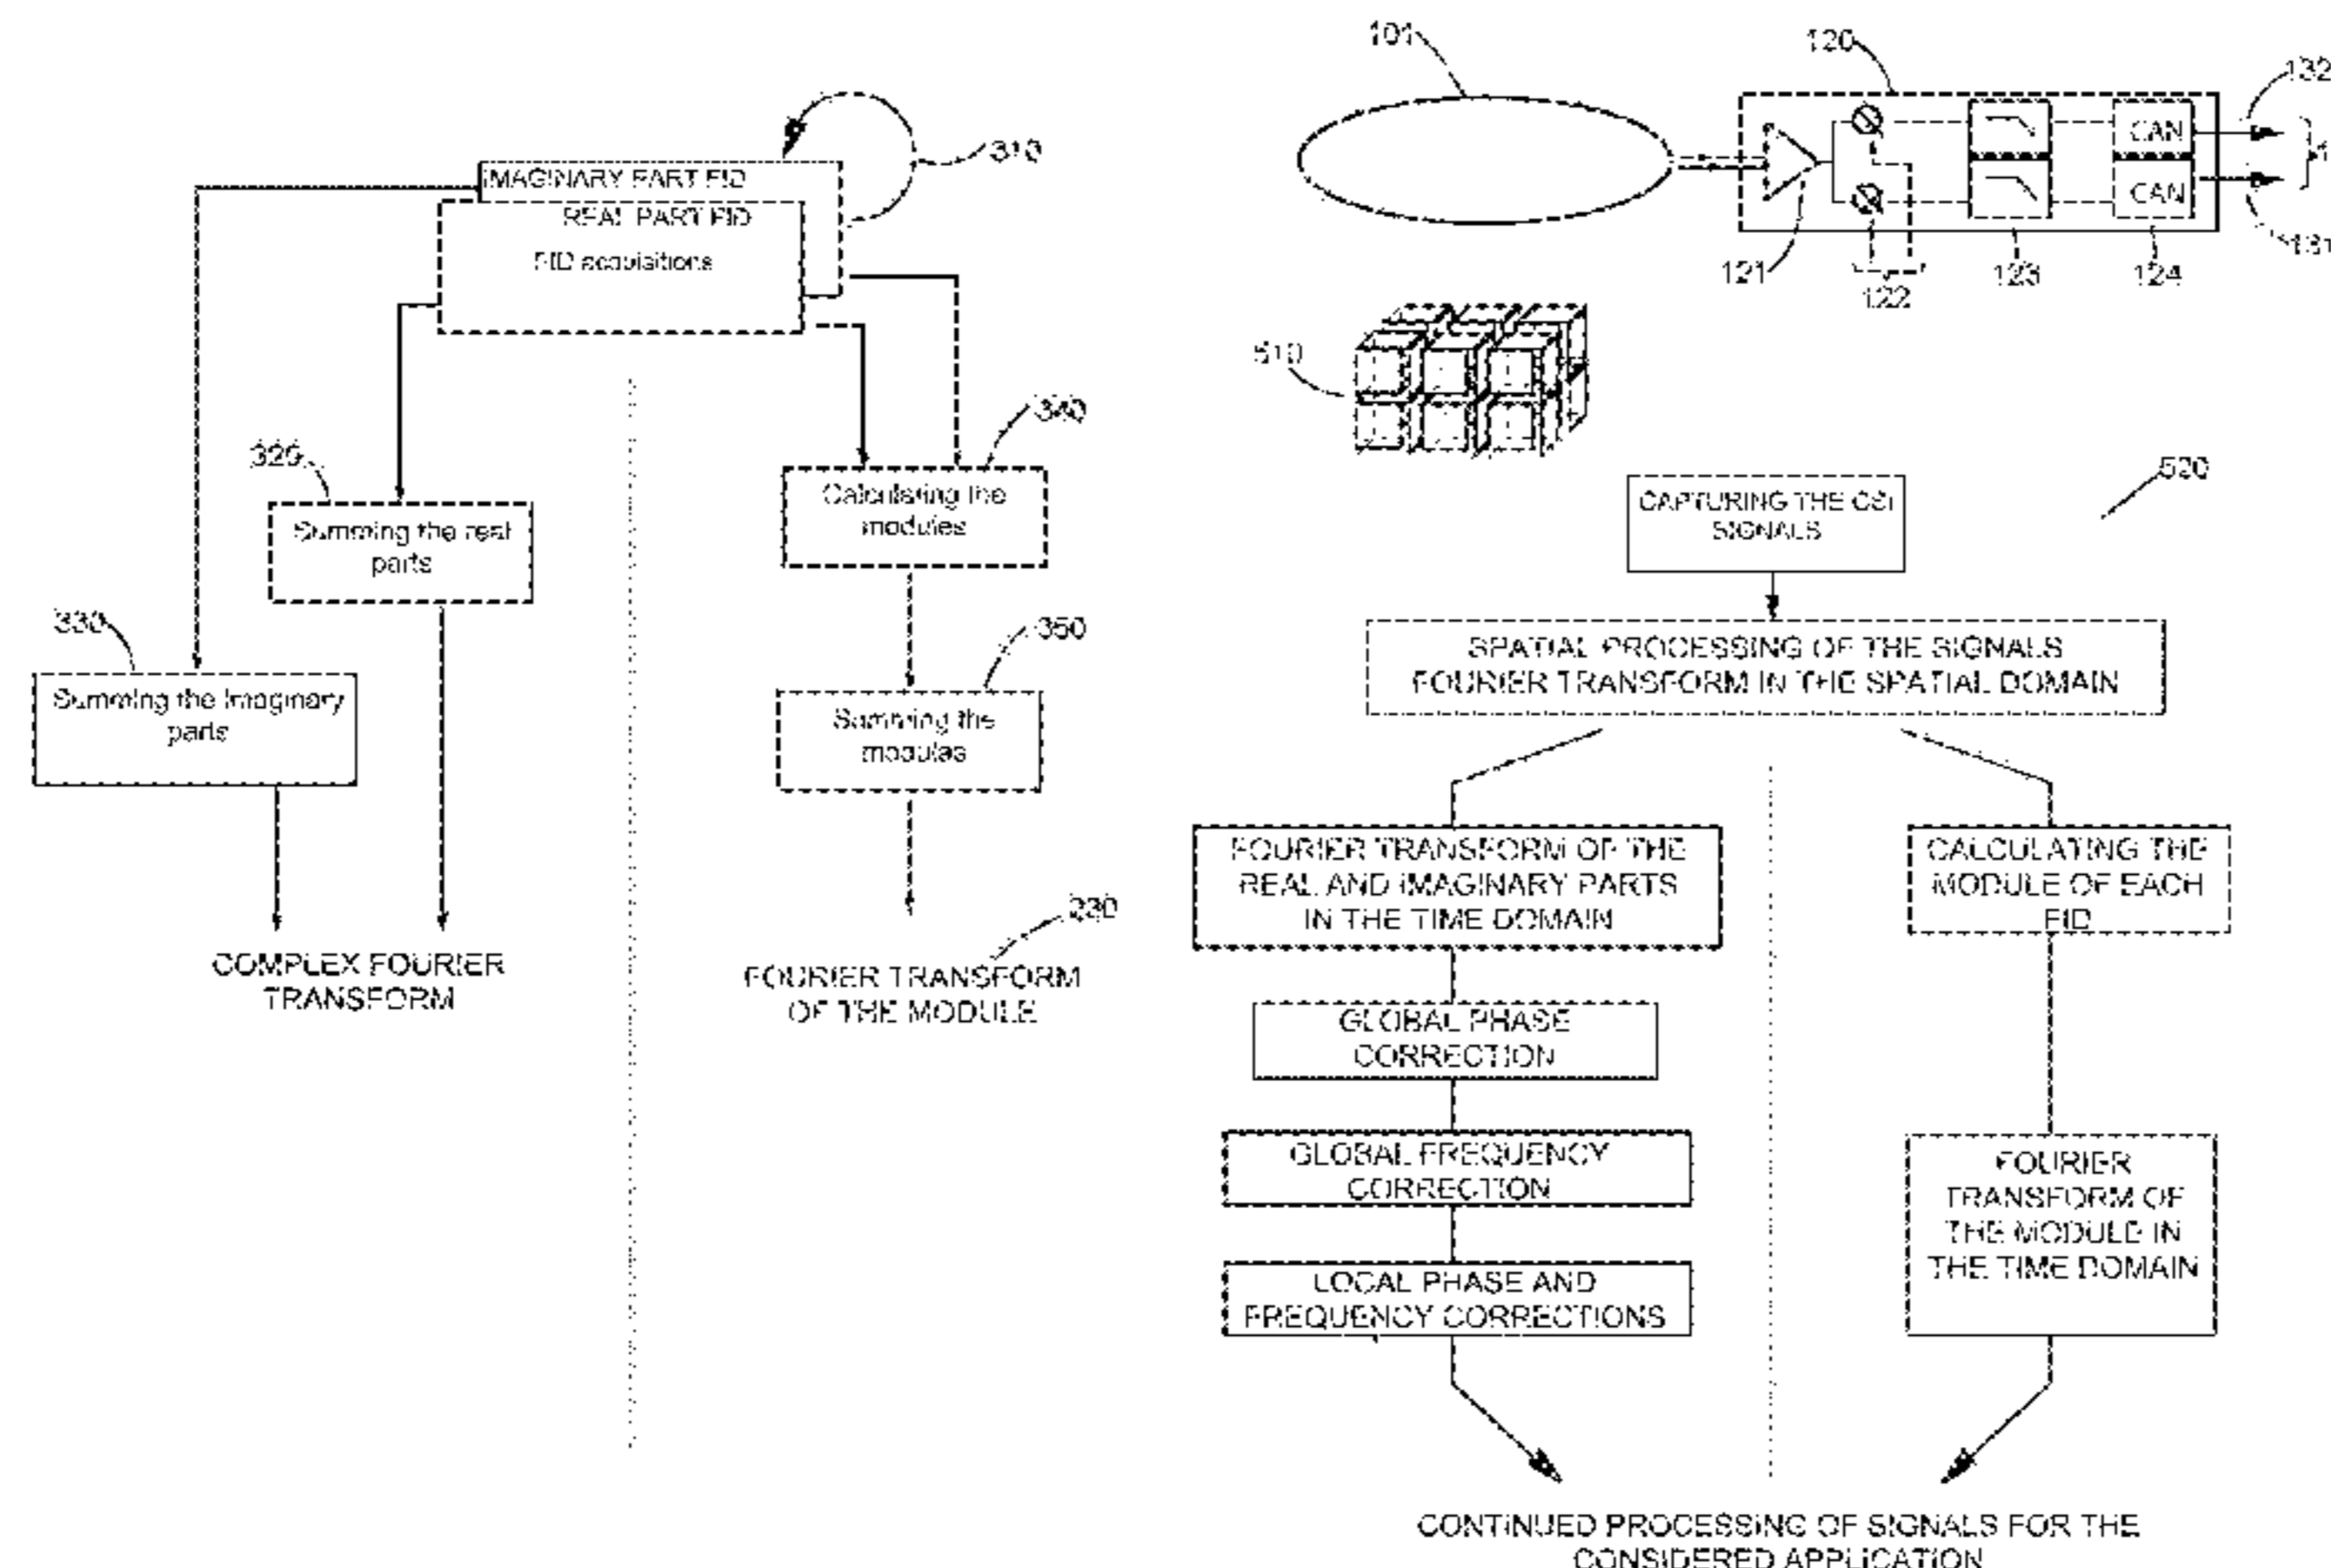 310
IMAGINARY PART FID
REAL PART FID
FID acquisitions
340
320
Calculating the
modules
Summing the real
parts
330
350
Summing the imaginary
parts
Summing the
modules
230
COMPLEX FOURIER
TRANSFORM
FOURIER TRANSFORM
OF THE MODULE
101
120
132
CAN
CAN
131
121
122
123
124
510
520
CAPTURING THE CSI
SIGNALS
SPATIAL PROCESSING OF THE SIGNALS
FOURIER TRANSFORM IN THE SPATIAL DOMAIN
FOURIER TRANSFORM OF THE
REAL AND IMAGINARY PARTS
IN THE TIME DOMAIN
CALCULATING THE
MODULE OF EACH
FID
GLOBAL PHASE
CORRECTION
GLOBAL FREQUENCY
CORRECTION
FOURIER
TRANSFORM OF
THE MODULE IN
THE TIME DOMAIN
LOCAL PHASE AND
FREQUENCY CORRECTIONS
CONTINUED PROCESSING OF SIGNALS FOR THE
CONSIDERED APPLICATION